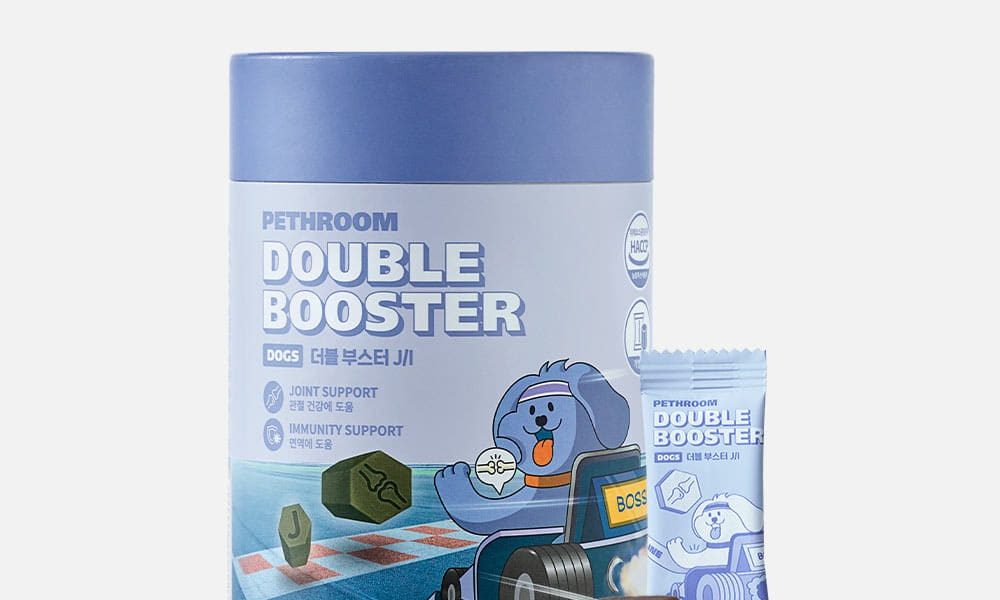 PETHROOM
DOUBLE
BOOSTER
DOGS 더블 부스터 J/I
JOINT SUPPORT
관절 건강에 도움
IMMUNITY SUPPORT
면역에 도움
HACCP
J
BOSS
PETHROOM
DOUBLE
BOOSTER
DOGS 더블 부스터 J/I